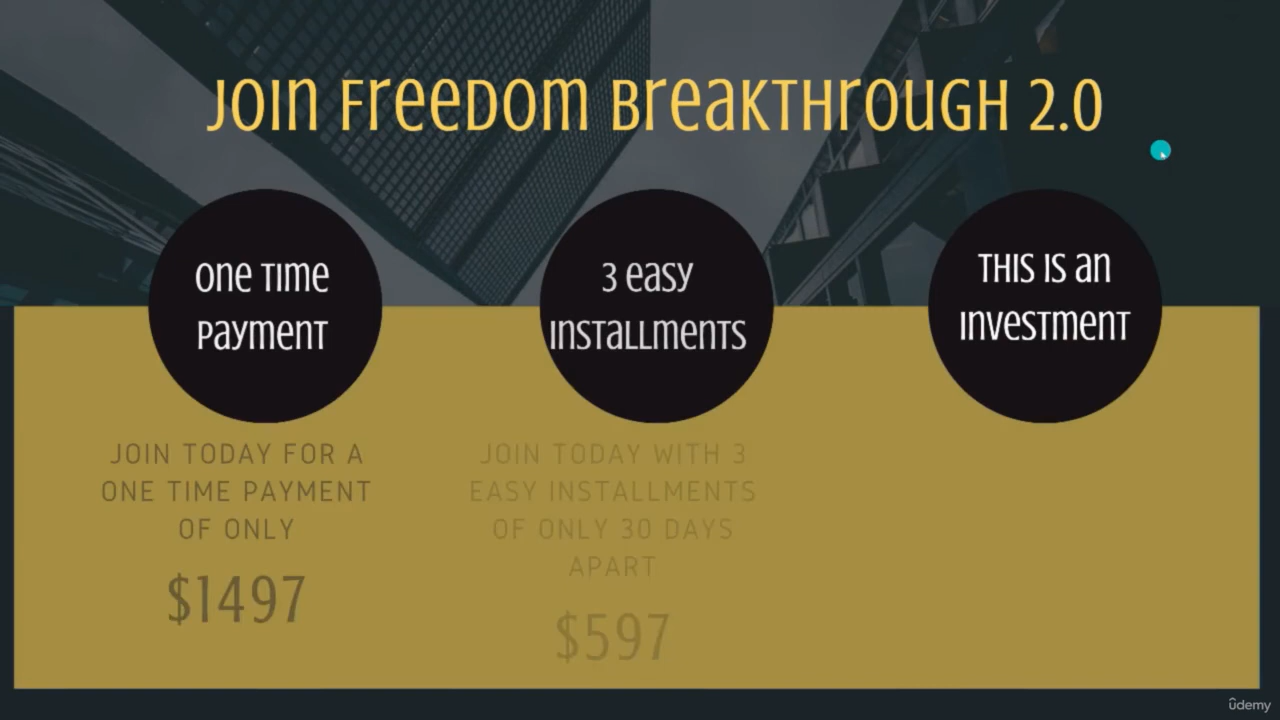 JOIN FREEDOM BREAKTHROUGH 2.0
ONE TIME
PAYMENT
3 EASY
INSTALLMENTS
THIS IS AN
INVESTMENT
JOIN TODAY FOR A
ONE TIME PAYMENT
OF ONLY
$1497
JOIN TODAY WITH 3
EASY INSTALLMENTS
OF ONLY 30 DAYS
APART
$597
ûdemy